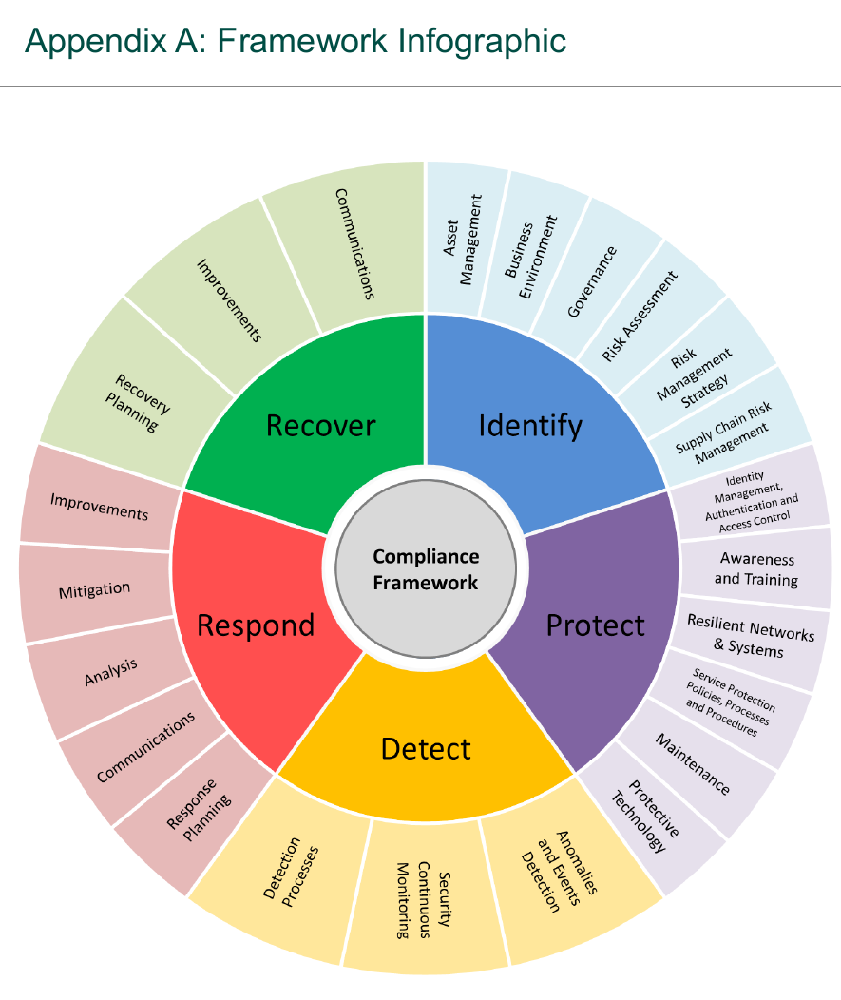 Appendix A: Framework Infographic
Compliance
Framework
Identify
Asset
Management
Business
Environment
Governance
Risk Assessment
Risk
Management
Strategy
Supply Chain Risk
Management
Protect
Identity
Management,
Authentication and
Access Control
Awareness
and Training
Resilient Networks
& Systems
Service Protection
Policies, Processes
and Procedures
Maintenance
Protective
Technology
Detect
Anomalies
and Events
Detection
Security
Continuous
Monitoring
Detection
Processes
Respond
Response
Planning
Communications
Analysis
Mitigation
Improvements
Recover
Recovery
Planning
Improvements
Communications